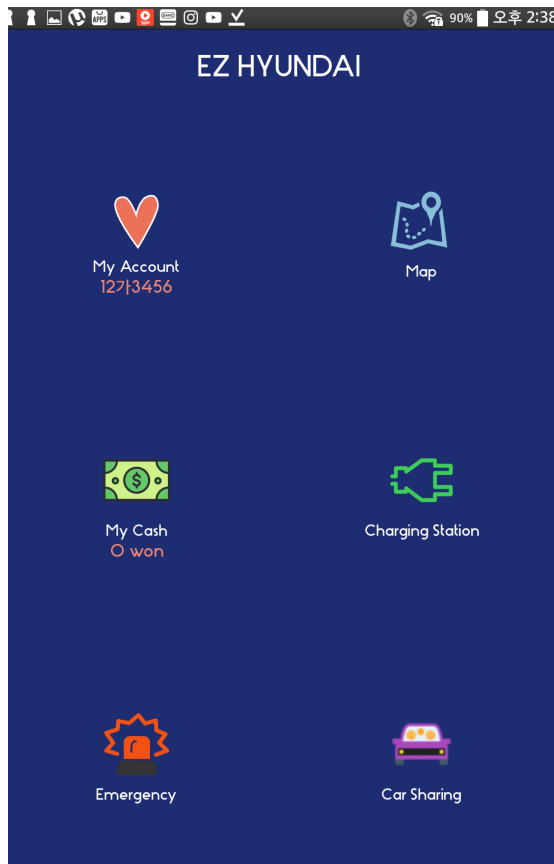 APPS
90%
오후 2:38
EZ HYUNDAI
My Account
12가3456
Map
My Cash
0 won
Charging Station
Emergency
Car Sharing